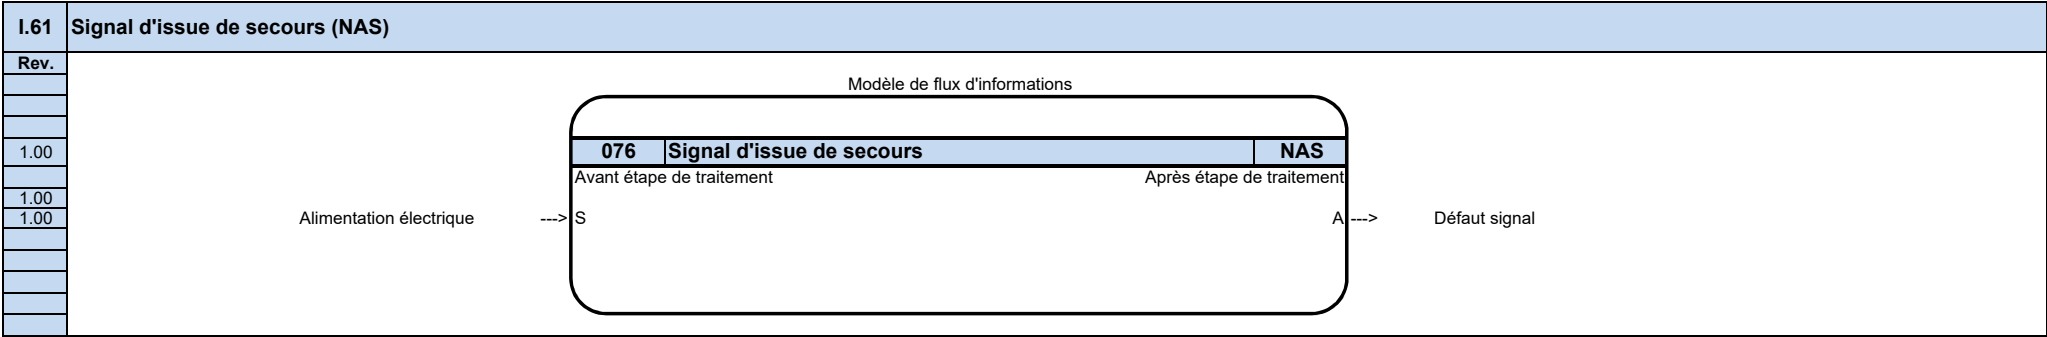 I.61 Signal d'issue de secours (NAS)
Rev.
Modèle de flux d'informations
1.00 076 Signal d'issue de secours NAS
Avant étape de traitement Après étape de traitement
1.00
1.00 Alimentation électrique ---> S A ---> Défaut signal